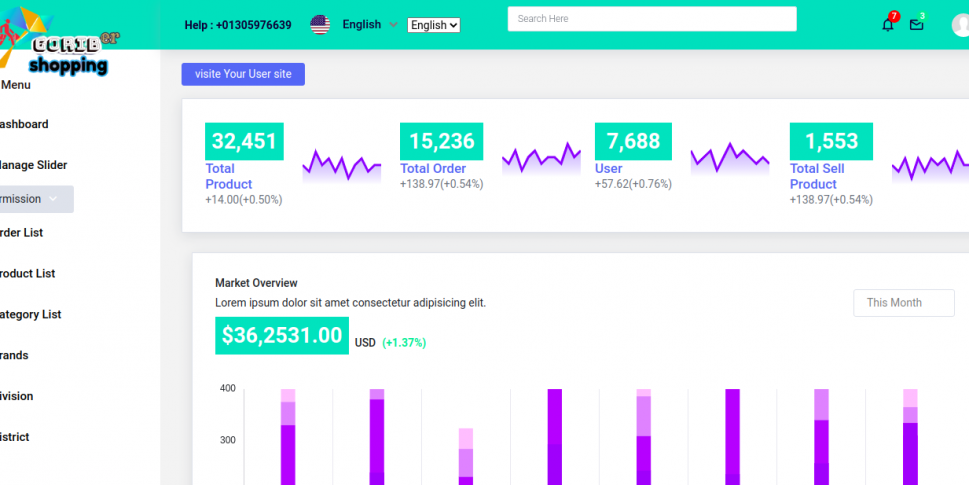 Help : +01305976639
English
English
Search Here
7
3
GORIB er
shopping
Menu
ashboard
anage Slider
rmission
rder List
roduct List
ategory List
rands
ivision
istrict
visite Your User site
32,451
Total
Product
+14.00(+0.50%)
15,236
Total Order
+138.97(+0.54%)
7,688
User
+57.62(+0.76%)
1,553
Total Sell
Product
+138.97(+0.54%)
Market Overview
Lorem ipsum dolor sit amet consectetur adipisicing elit.
$36,2531.00 USD (+1.37%)
This Month
400
300